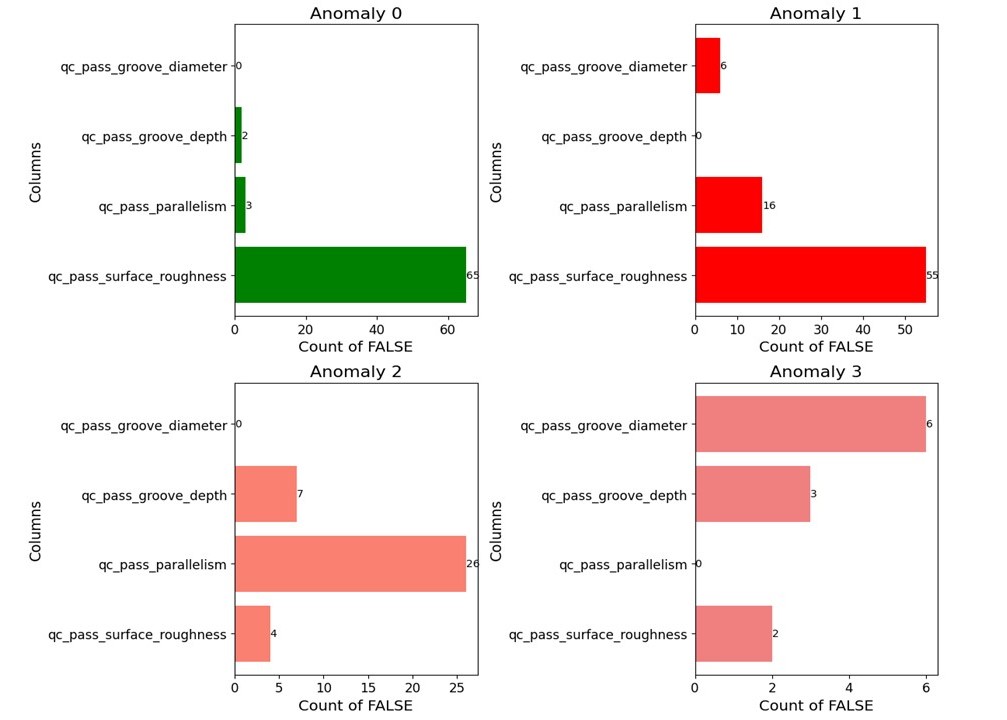 Anomaly 0
Columns
qc_pass_groove_diameter
0
qc_pass_groove_depth
2
qc_pass_parallelism
3
qc_pass_surface_roughness
65
0 20 40 60
Count of FALSE
Anomaly 1
Columns
qc_pass_groove_diameter
6
qc_pass_groove_depth
0
qc_pass_parallelism
16
qc_pass_surface_roughness
55
0 10 20 30 40 50
Count of FALSE
Anomaly 2
Columns
qc_pass_groove_diameter
0
qc_pass_groove_depth
7
qc_pass_parallelism
26
qc_pass_surface_roughness
4
0 5 10 15 20 25
Count of FALSE
Anomaly 3
Columns
qc_pass_groove_diameter
6
qc_pass_groove_depth
3
qc_pass_parallelism
0
qc_pass_surface_roughness
2
0 2 4 6
Count of FALSE